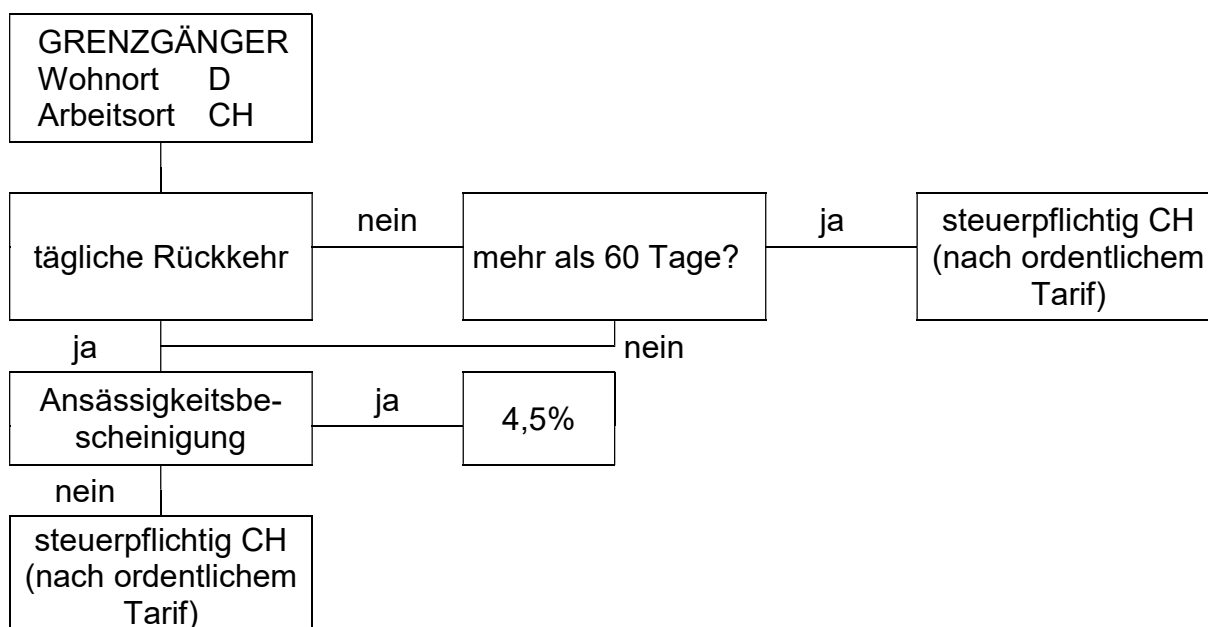 GRENZGÄNGER
Wohnort D
Arbeitsort CH
tägliche Rückkehr
nein
mehr als 60 Tage?
ja
steuerpflichtig CH
(nach ordentlichem
Tarif)
ja
nein
Ansässigkeitsbe-
scheinigung
ja
4,5%
nein
steuerpflichtig CH
(nach ordentlichem
Tarif)